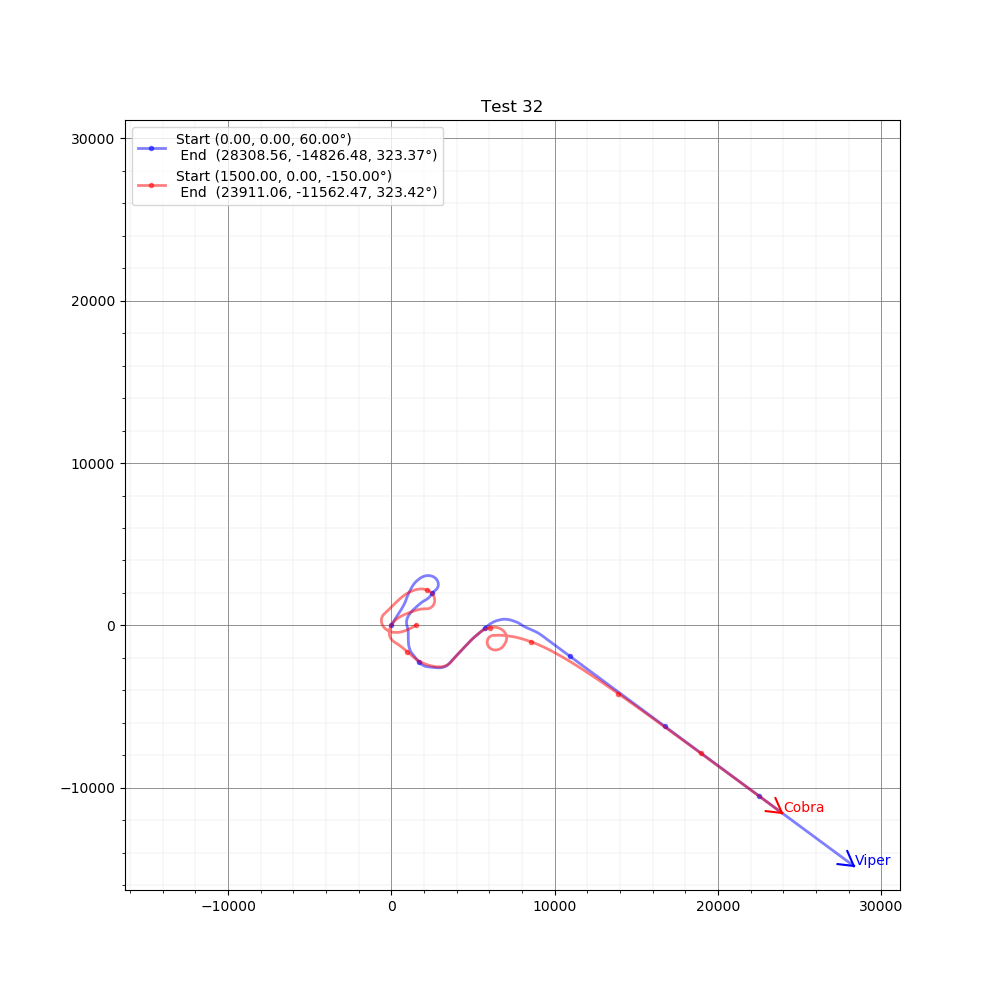 Test 32
Start (0.00, 0.00, 60.00°)
End (28308.56, -14826.48, 323.37°)
Start (1500.00, 0.00, -150.00°)
End (23911.06, -11562.47, 323.42°)
30000
20000
10000
0
−10000
Cobra
Viper
−10000 0 10000 20000 30000